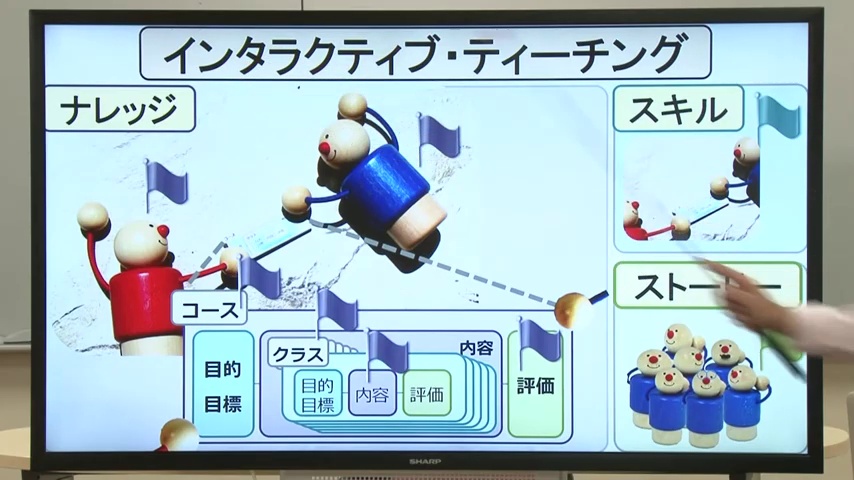 インタラクティブ・ティーチング
ナレッジ
スキル
ストーリー
コース
目的
目標
クラス
内容
目的
目標
内容
評価
評価
SHARP